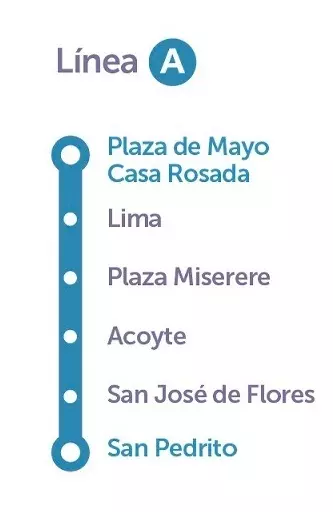 Línea A
Plaza de Mayo
Casa Rosada
Lima
Plaza Miserere
Acoyte
San José de Flores
San Pedrito